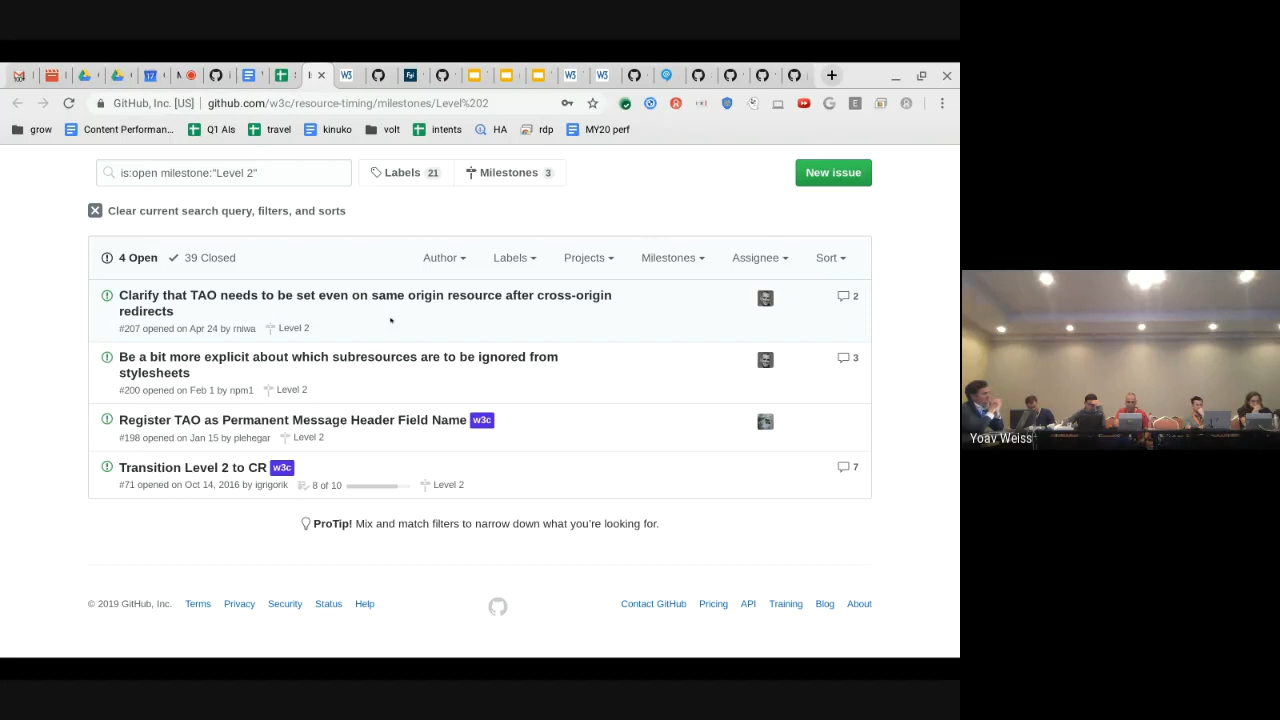 GitHub, Inc. [US] github.com/w3c/resource-timing/milestones/Level%202
grow Content Performan... Q1 AIs travel kinuko volt intents HA rdp MY20 perf
is:open milestone:"Level 2" Labels 21 Milestones 3 New issue
Clear current search query, filters, and sorts
4 Open 39 Closed Author Labels Projects Milestones Assignee Sort
Clarify that TAO needs to be set even on same origin resource after cross-origin 2
redirects
#207 opened on Apr 24 by rniwa Level 2
Be a bit more explicit about which subresources are to be ignored from 3
stylesheets
#200 opened on Feb 1 by npm1 Level 2
Register TAO as Permanent Message Header Field Name w3c
#198 opened on Jan 15 by plehegar Level 2
Transition Level 2 to CR w3c 7
#71 opened on Oct 14, 2016 by igrigorik 8 of 10 Level 2
ProTip! Mix and match filters to narrow down what you're looking for.
© 2019 GitHub, Inc. Terms Privacy Security Status Help Contact GitHub Pricing API Training Blog About
Yoav Weiss